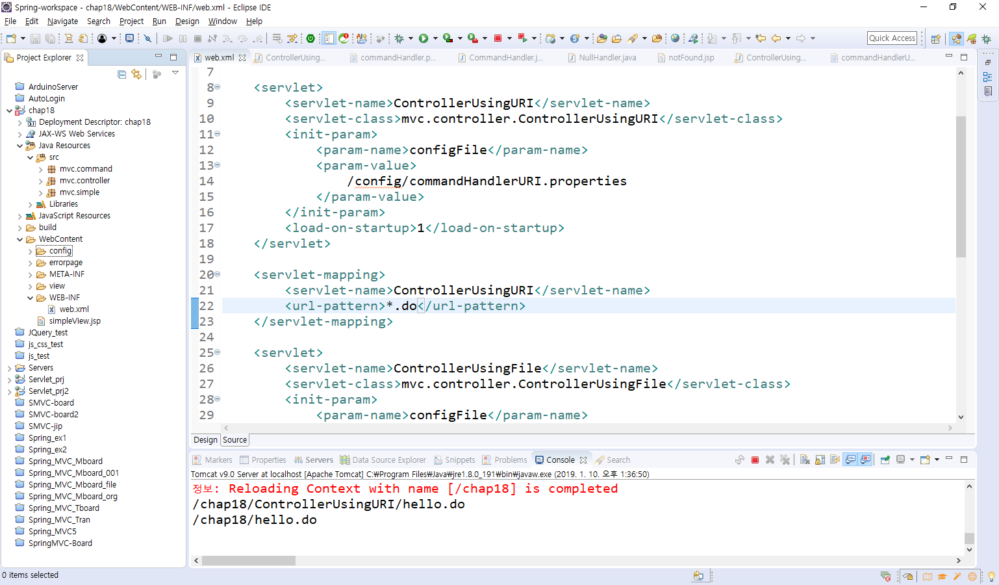 Spring-workspace - chap18/WebContent/WEB-INF/web.xml - Eclipse IDE
File Edit Navigate Search Project Run Design Window Help
Quick Access
Project Explorer
ArduinoServer
AutoLogin
chap18
Deployment Descriptor: chap18
JAX-WS Web Services
Java Resources
src
mvc.command
mvc.controller
mvc.simple
Libraries
JavaScript Resources
build
WebContent
config
errorpage
META-INF
view
WEB-INF
web.xml
simpleView.jsp
JQuery_test
js_css_test
js_test
Servers
Servlet_prj
Servlet_prj2
SMVC-board
SMVC-board2
SMVC-jip
Spring_ex1
Spring_ex2
Spring_MVC_Mboard
Spring_MVC_Mboard_001
Spring_MVC_Mboard_file
Spring_MVC_Mboard_org
Spring_MVC_Tboard
Spring_MVC_Tran
Spring_MVC5
SpringMVC-Board
web.xml ControllerUsing... commandHandler.p... CommandHandler.j... NullHandler.java notFound.jsp ControllerUsing... commandHandlerU...
7
8 <servlet>
9 <servlet-name>ControllerUsingURI</servlet-name>
10 <servlet-class>mvc.controller.ControllerUsingURI</servlet-class>
11 <init-param>
12 <param-name>configFile</param-name>
13 <param-value>
14 /config/commandHandlerURI.properties
15 </param-value>
16 </init-param>
17 <load-on-startup>1</load-on-startup>
18 </servlet>
19
20 <servlet-mapping>
21 <servlet-name>ControllerUsingURI</servlet-name>
22 <url-pattern>*.do</url-pattern>
23 </servlet-mapping>
24
25 <servlet>
26 <servlet-name>ControllerUsingFile</servlet-name>
27 <servlet-class>mvc.controller.ControllerUsingFile</servlet-class>
28 <init-param>
29 <param-name>configFile</param-name>
Design Source
Markers Properties Servers Data Source Explorer Snippets Problems Console Search
Tomcat v9.0 Server at localhost [Apache Tomcat] C:₩Program Files₩Java₩jre1.8.0_191₩bin₩javaw.exe (2019. 1. 10. 오후 1:36:50)
정보: Reloading Context with name [/chap18] is completed
/chap18/ControllerUsingURI/hello.do
/chap18/hello.do
0 items selected